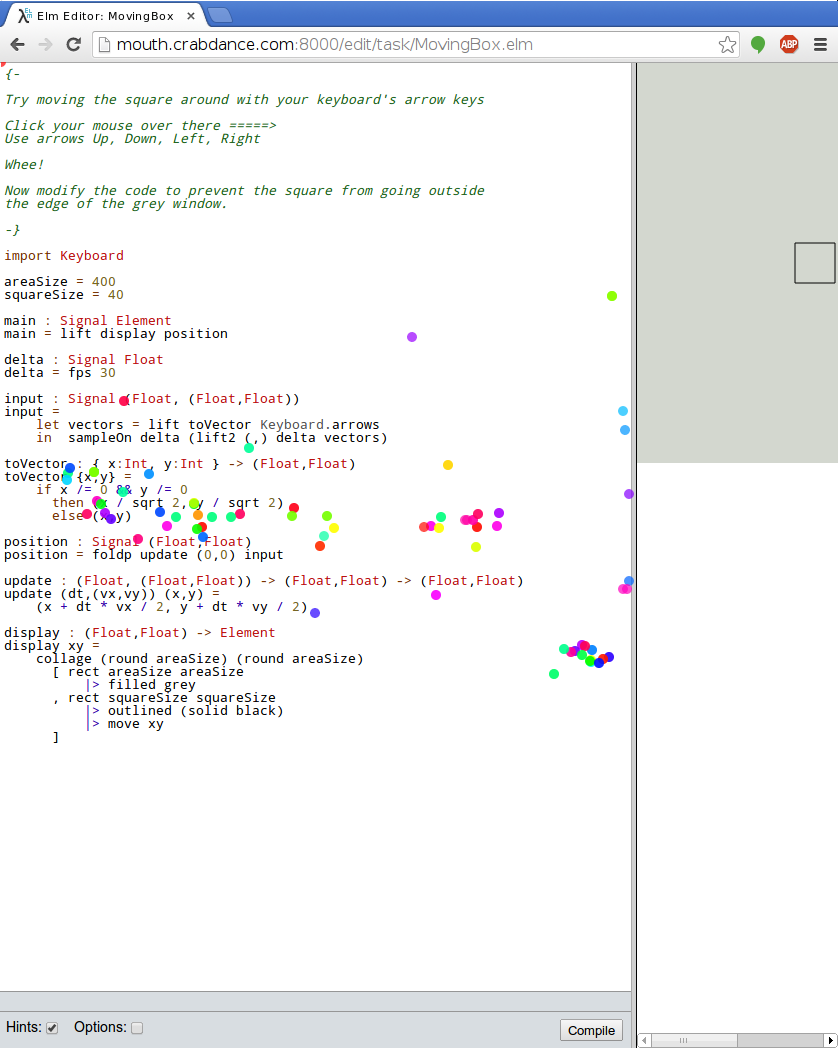 Elm Editor: MovingBox
mouth.crabdance.com:8000/edit/task/MovingBox.elm
ABP
{-
Try moving the square around with your keyboard's arrow keys
Click your mouse over there =====>
Use arrows Up, Down, Left, Right
Whee!
Now modify the code to prevent the square from going outside
the edge of the grey window.
-}
import Keyboard
areaSize = 400
squareSize = 40
main : Signal Element
main = lift display position
delta : Signal Float
delta = fps 30
input : Signal (Float, (Float,Float))
input =
    let vectors = lift toVector Keyboard.arrows
    in  sampleOn delta (lift2 (,) delta vectors)
toVector : { x:Int, y:Int } -> (Float,Float)
toVector {x,y} =
    if x /= 0 && y /= 0
      then (x / sqrt 2, y / sqrt 2)
      else (x,y)
position : Signal (Float,Float)
position = foldp update (0,0) input
update : (Float, (Float,Float)) -> (Float,Float) -> (Float,Float)
update (dt,(vx,vy)) (x,y) =
    (x + dt * vx / 2, y + dt * vy / 2)
display : (Float,Float) -> Element
display xy =
    collage (round areaSize) (round areaSize)
      [ rect areaSize areaSize
          |> filled grey
      , rect squareSize squareSize
          |> outlined (solid black)
          |> move xy
      ]
Hints: Options: Compile